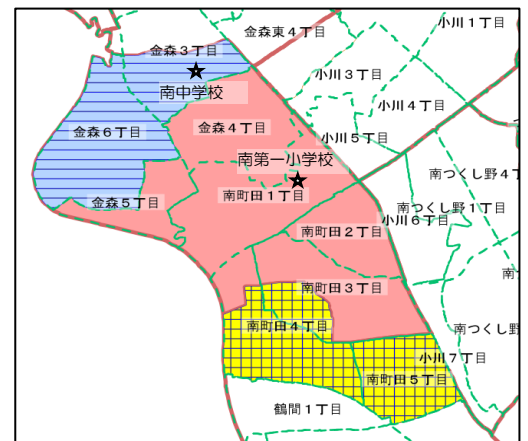 金森東4丁目
小川1丁目
金森3丁目
小川3丁目
南中学校
小川4丁目
金森6丁目
金森4丁目
小川5丁目
南第一小学校
南つくし野4丁
金森5丁目
南町田1丁目
南つくし野1丁目
小川6丁目
南町田2丁目
南つ
南町田3丁目
南町田4丁目
南つくし野
小川7丁目
南町田5丁目
鶴間1丁目